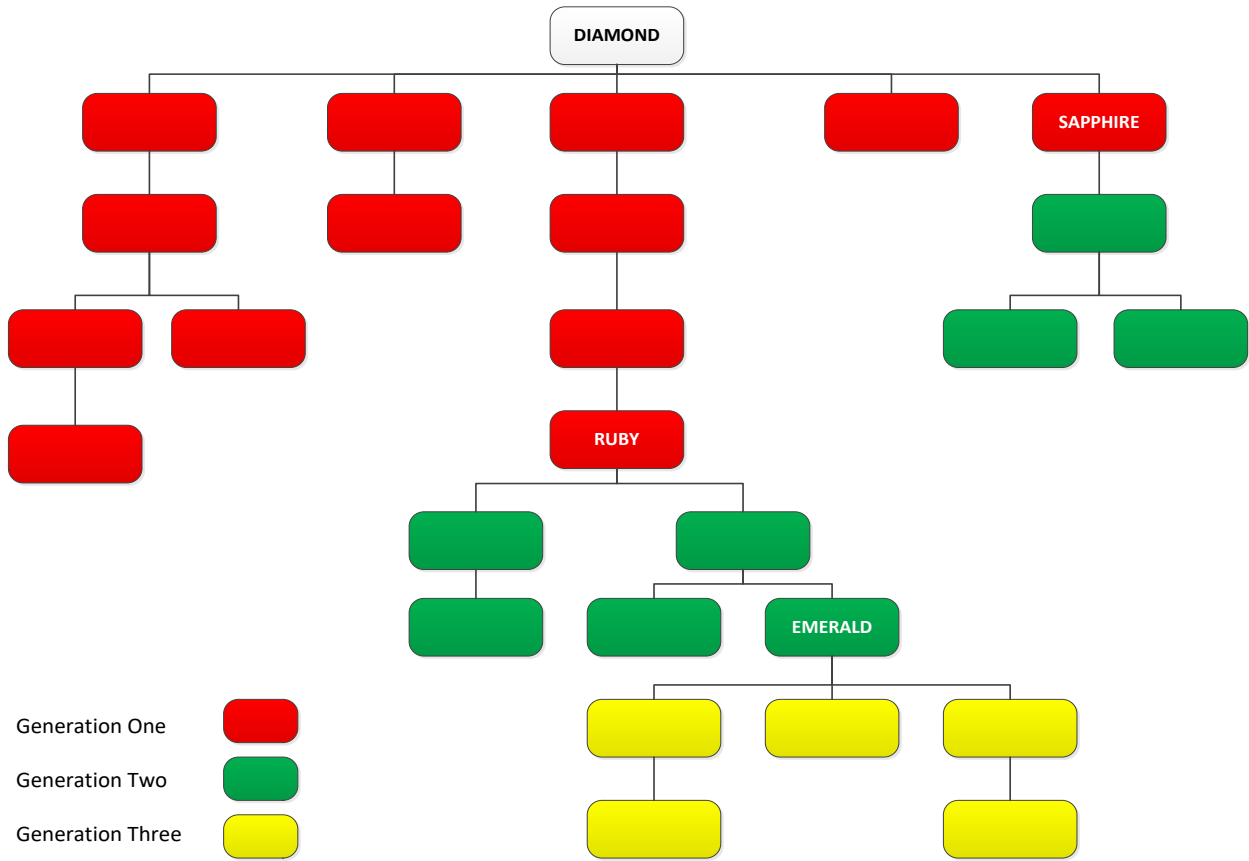 DIAMOND
SAPPHIRE
RUBY
EMERALD
Generation One
Generation Two
Generation Three